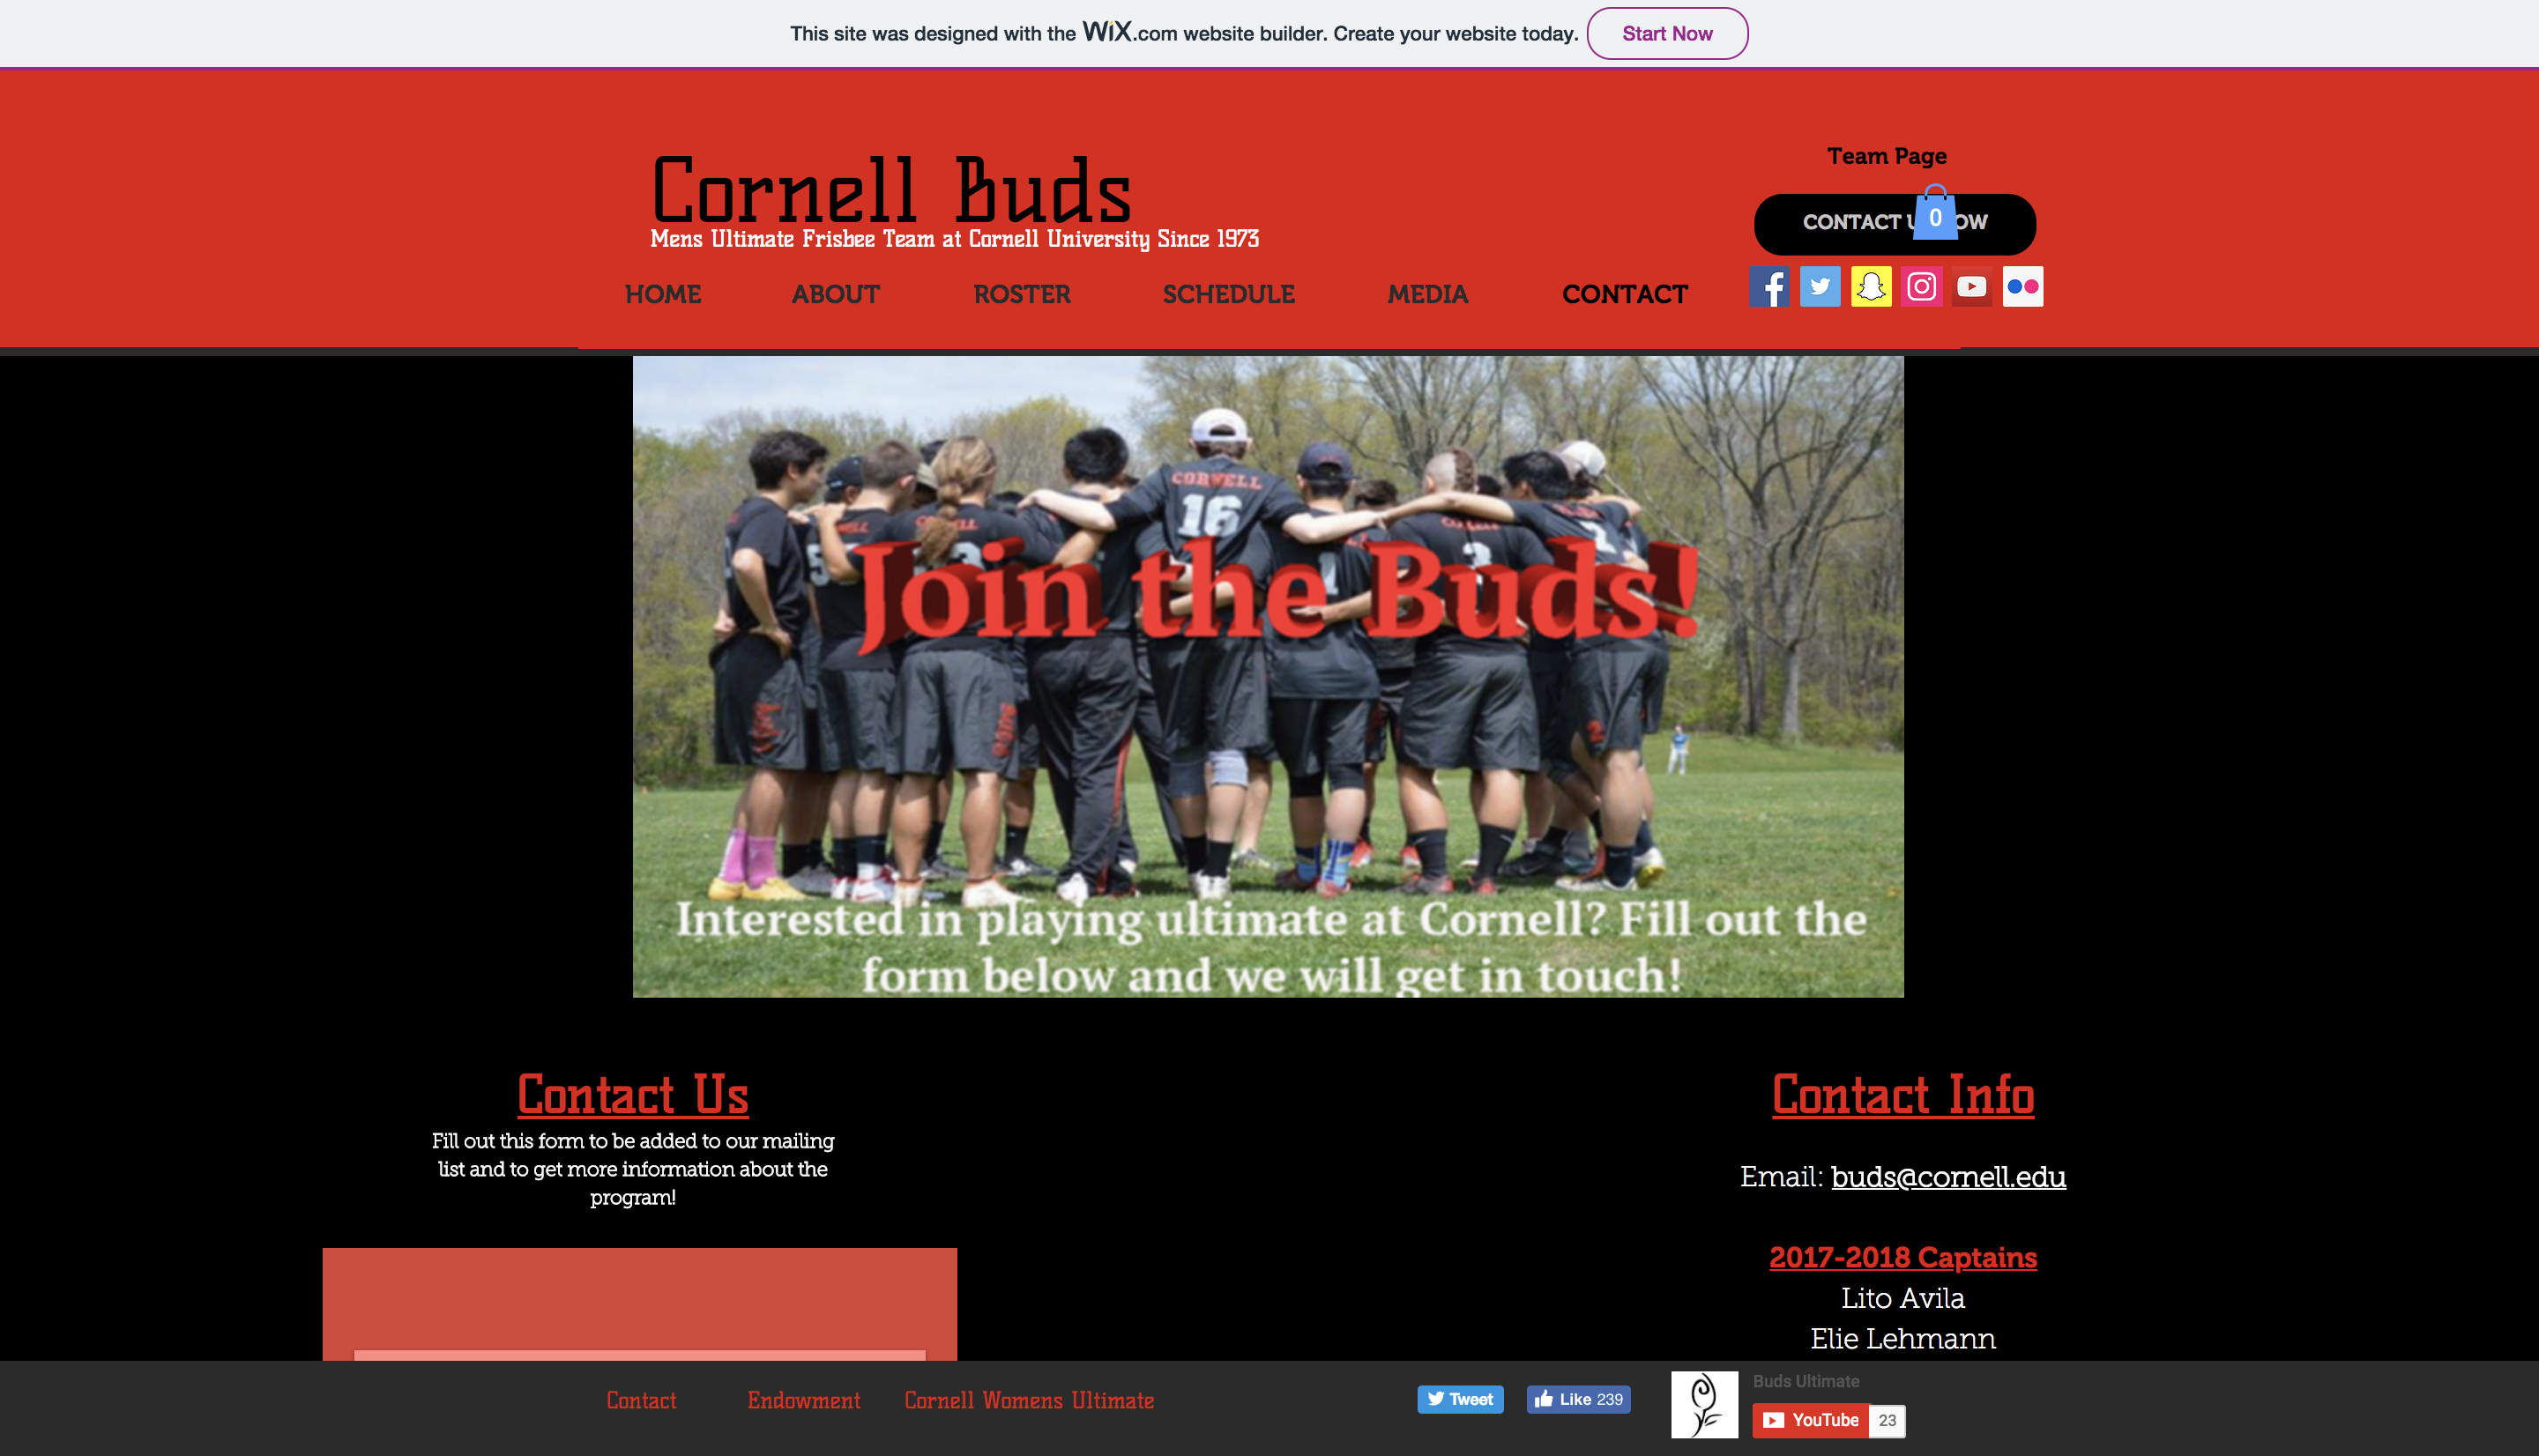 This site was designed with the WiX.com website builder. Create your website today. Start Now
Cornell Buds
Mens Ultimate Frisbee Team at Cornell University Since 1973
Team Page
CONTACT U
0
OW
HOME ABOUT ROSTER SCHEDULE MEDIA CONTACT
CORNELL
16
Join the Buds!
Interested in playing ultimate at Cornell? Fill out the
form below and we will get in touch!
Contact Us
Fill out this form to be added to our mailing
list and to get more information about the
program!
Contact Info
Email: buds@cornell.edu
2017-2018 Captains
Lito Avila
Elie Lehmann
Contact Endowment Cornell Womens Ultimate
Tweet
Like 239
Buds Ultimate
YouTube 23